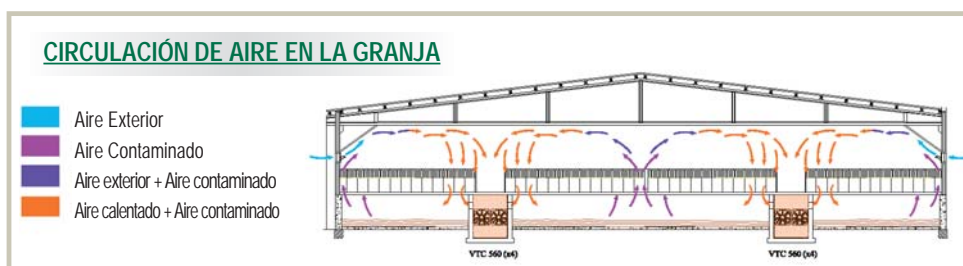 CIRCULACIÓN DE AIRE EN LA GRANJA
Aire Exterior
Aire Contaminado
Aire exterior + Aire contaminado
Aire calentado + Aire contaminado
VTC 560 (x4)
VTC 560 (x4)